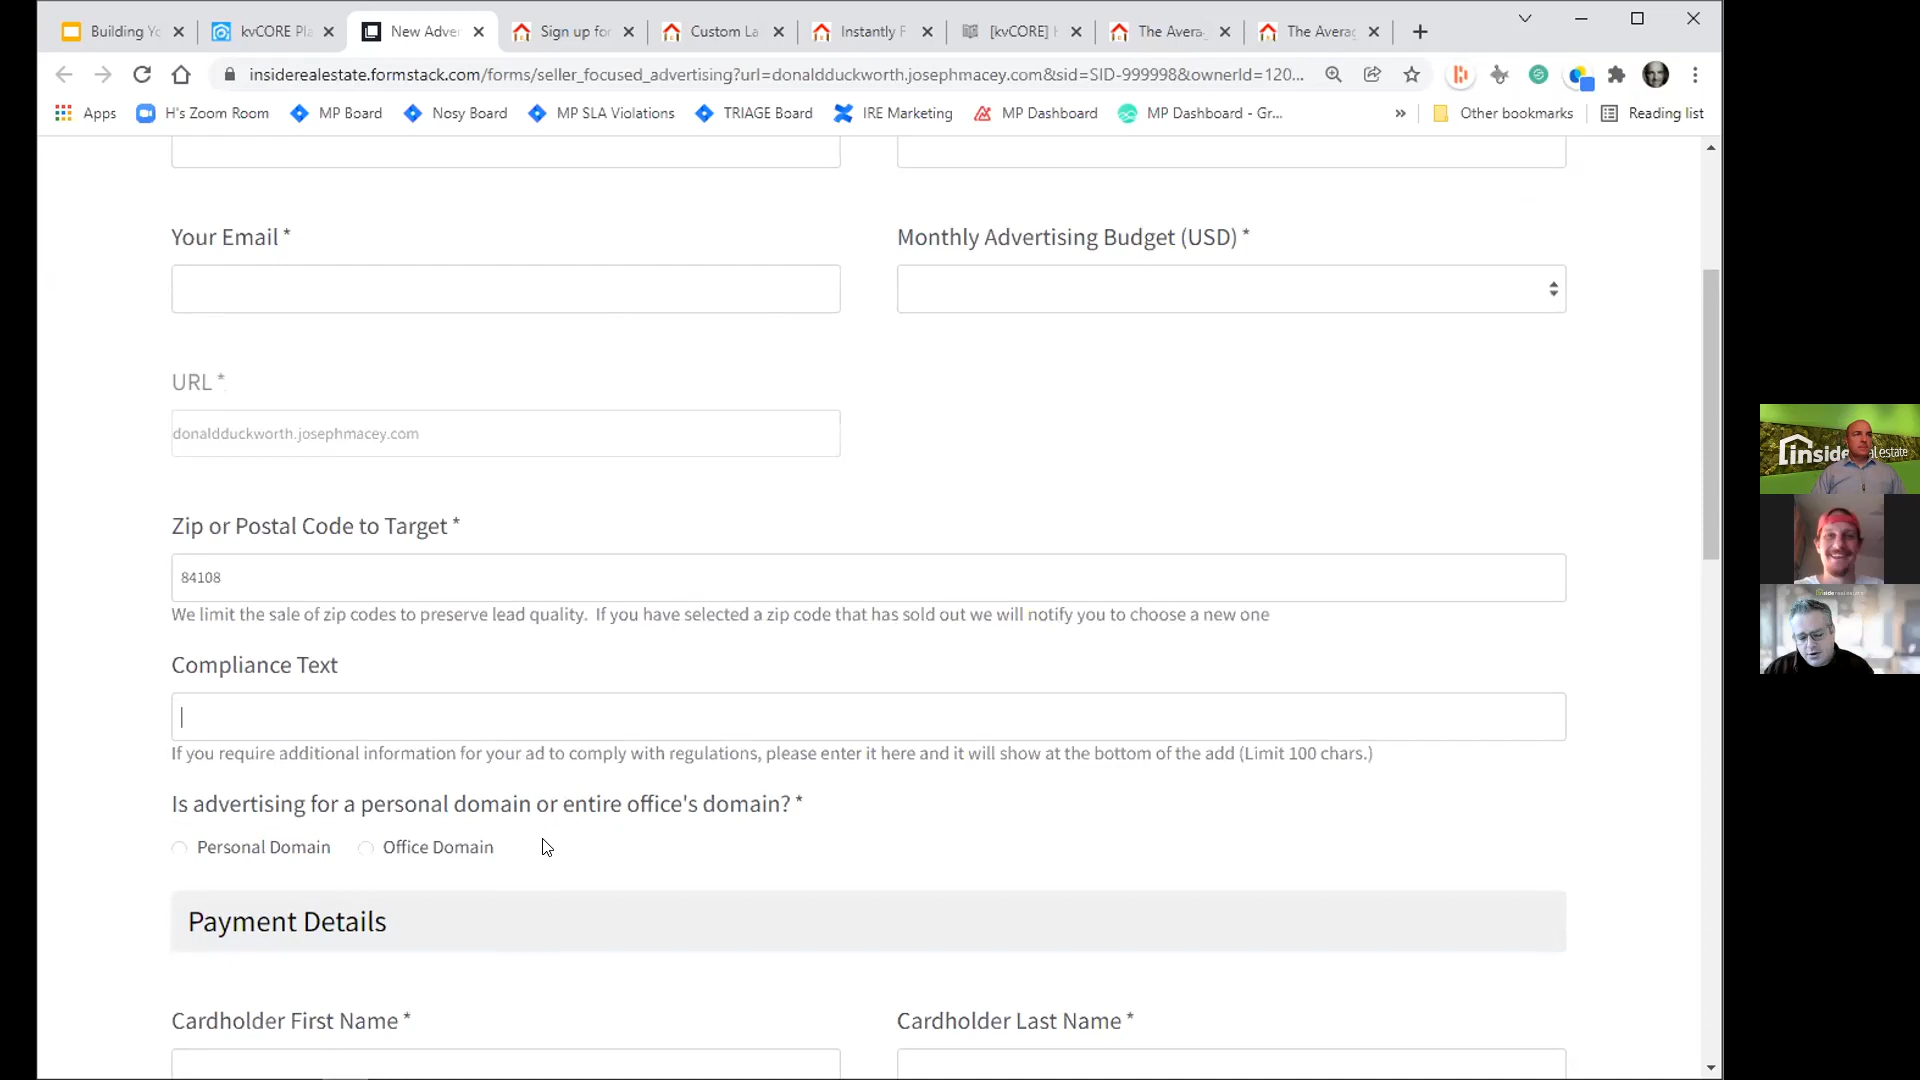 Building Yo
kvCORE Pla
New Adver
Sign up for
Custom La
Instantly F
[kvCORE] H
The Averag
The Averag
insiderealestate.formstack.com/forms/seller_focused_advertising?url=donaldduckworth.josephmacey.com&sid=SID-999998&ownerId=120...
Apps
H's Zoom Room
MP Board
Nosy Board
MP SLA Violations
TRIAGE Board
IRE Marketing
MP Dashboard
MP Dashboard - Gr...
»
Other bookmarks
Reading list
Your Email *
Monthly Advertising Budget (USD) *
URL *
donaldduckworth.josephmacey.com
Zip or Postal Code to Target *
84108
We limit the sale of zip codes to preserve lead quality.  If you have selected a zip code that has sold out we will notify you to choose a new one
Compliance Text
If you require additional information for your ad to comply with regulations, please enter it here and it will show at the bottom of the add (Limit 100 chars.)
Is advertising for a personal domain or entire office's domain? *
Personal Domain
Office Domain
Payment Details
Cardholder First Name *
Cardholder Last Name *
inside real estate